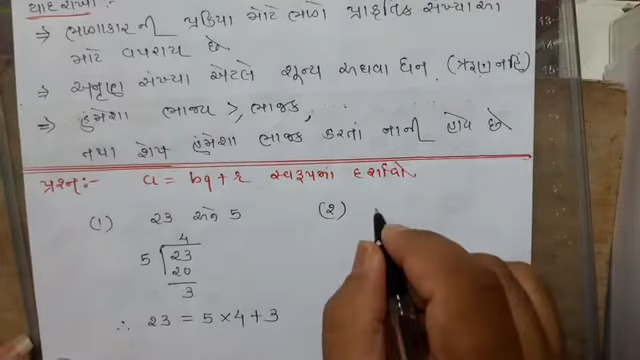 યાદ રાખો:
⇒ ભાગાકારની પ્રક્રિયા માટે ભાગે પ્રાકૃતિક સંખ્યાઓ
માટે વપરાય છે
⇒ અનૃણ સંખ્યા એટલે શૂન્ય અથવા ધન. (ઋણ નહિ)
⇒ હંમેશા ભાજ્ય ≥ ભાજક,
તથા શેષ હંમેશા ભાજક કરતાં નાની હોય છે
પ્રશ્ન:- a = bq + r સ્વરૂપમાં દર્શાવો.
(1) 23 અને 5
4
5 23
20
3
∴ 23 = 5 × 4 + 3
(2)